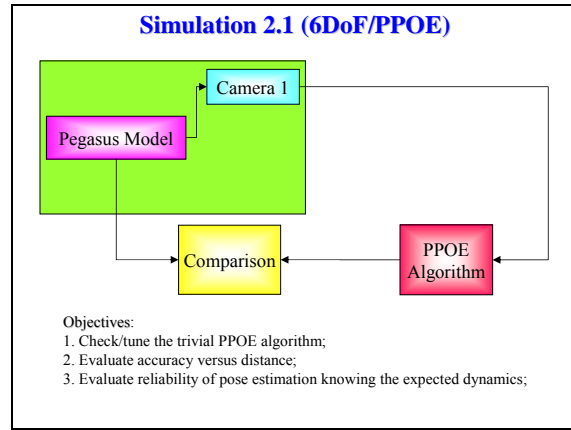 Simulation 2.1 (6DoF/PPOE)
Camera 1
Pegasus Model
Comparison
PPOE
Algorithm
Objectives:
1. Check/tune the trivial PPOE algorithm;
2. Evaluate accuracy versus distance;
3. Evaluate reliability of pose estimation knowing the expected dynamics;